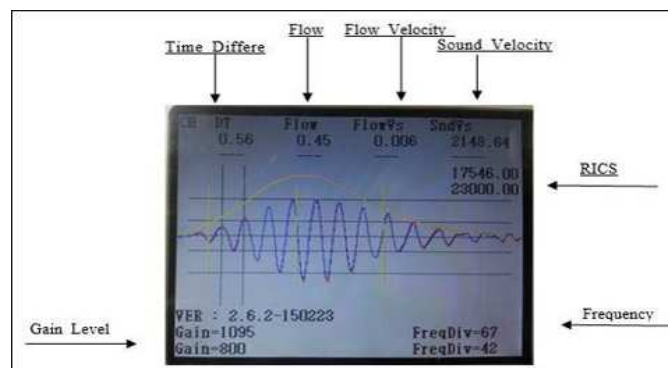 Flow Flow Velocity
Time Differe Sound Velocity
CH DT Flow FlowVs SndVs
0.56 0.45 0.006 2148.64
---- ---- ---- ----
17546.00
RICS
23000.00
VER : 2.6.2-150223
Gain Level
Gain=1095 FreqDiv=67
Frequency
Gain=800 FreqDiv=42